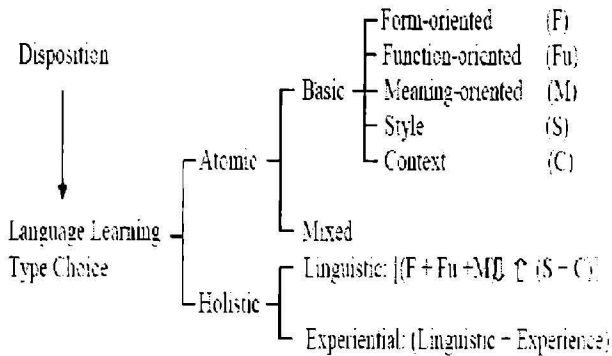 Form-oriented (F)
Disposition Function-oriented (Fu)
Basic Meaning-oriented (M)
Style (S)
Atomic Context (C)
Language Learning Mixed
Type Choice Linguistic: [(F + Fu +M)⇩ ⇧ (S - C)]
Holistic
Experiential: (Linguistic - Experience)